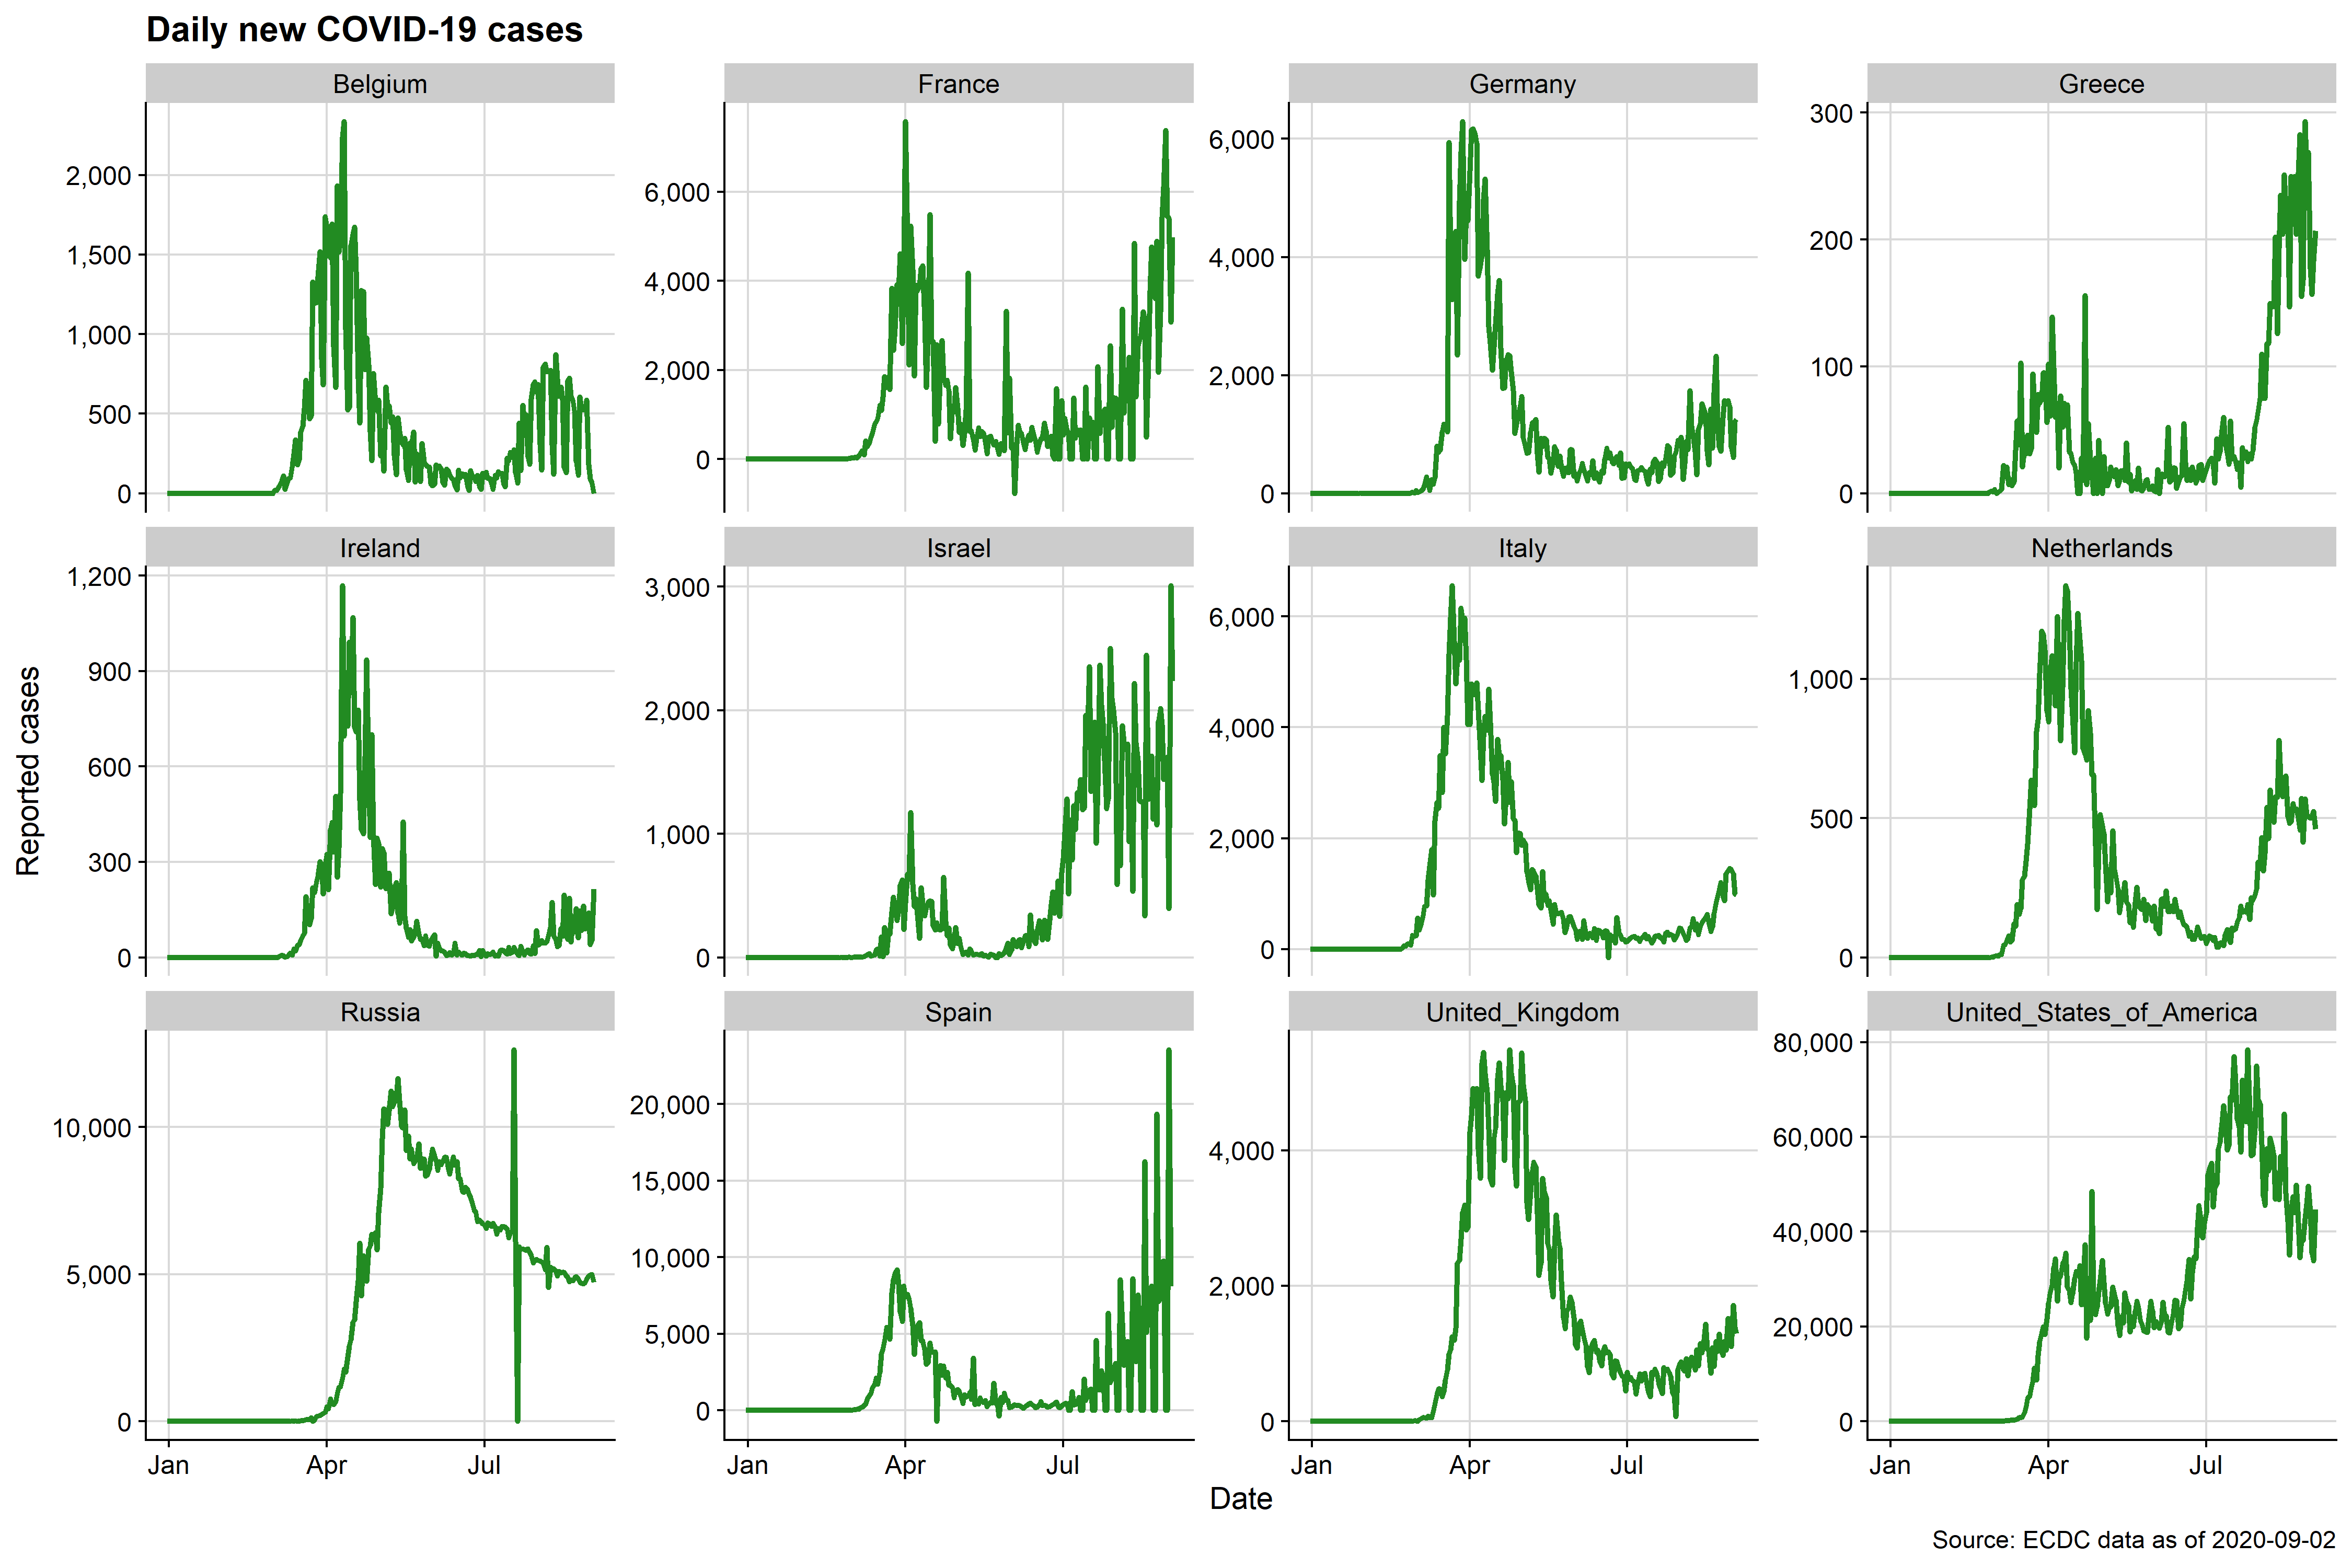 Daily new COVID-19 cases
Belgium
France
Germany
Greece
2,000
1,500
1,000
500
0
6,000
4,000
2,000
0
6,000
4,000
2,000
0
300
200
100
0
Ireland
Israel
Italy
Netherlands
1,200
900
600
300
0
3,000
2,000
1,000
0
6,000
4,000
2,000
0
1,000
500
0
Russia
Spain
United_Kingdom
United_States_of_America
10,000
5,000
0
20,000
15,000
10,000
5,000
0
4,000
2,000
0
80,000
60,000
40,000
20,000
0
Jan Apr Jul
Jan Apr Jul
Jan Apr Jul
Jan Apr Jul
Reported cases
Date
Source: ECDC data as of 2020-09-02